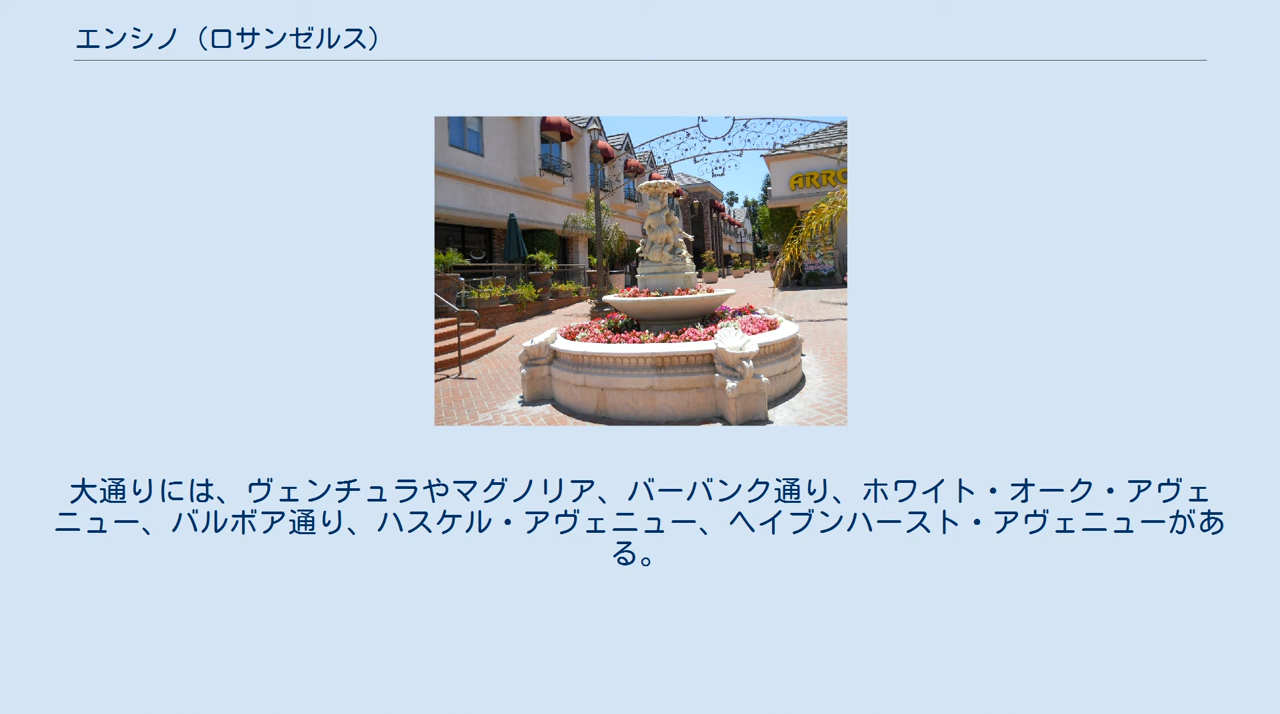 エンシノ（ロサンゼルス）
ARRO
大通りには、ヴェンチュラやマグノリア、バーバンク通り、ホワイト・オーク・アヴェ
ニュー、バルボア通り、ハスケル・アヴェニュー、ヘイブンハースト・アヴェニューがあ
る。